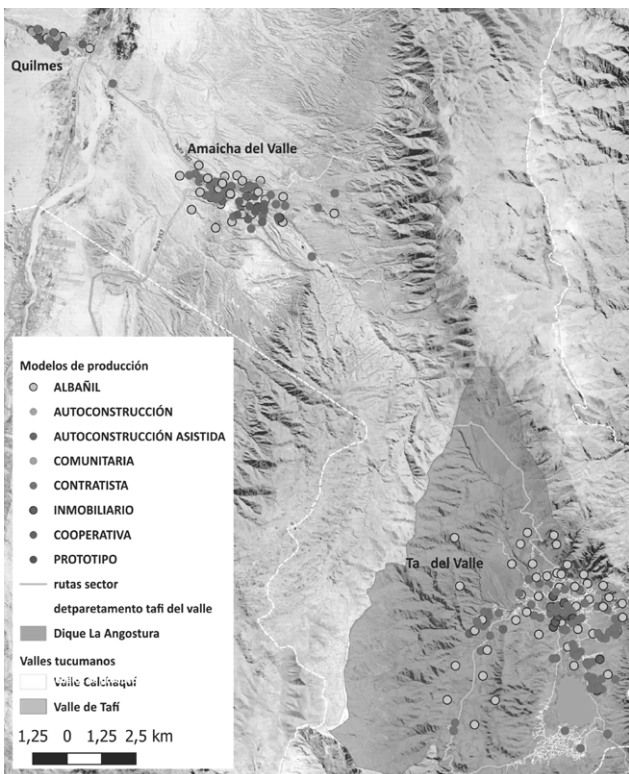 Quilmes
Amaicha del Valle
Ta del Valle
Modelos de producción
ALBAÑIL
AUTOCONSTRUCCIÓN
AUTOCONSTRUCCIÓN ASISTIDA
COMUNITARIA
CONTRATISTA
INMOBILIARIO
COOPERATIVA
PROTOTIPO
rutas sector
detparetamento tafi del valle
Dique La Angostura
Valles tucumanos
Valle Calchaquí
Valle de Tafí
1,25 0 1,25 2,5 km